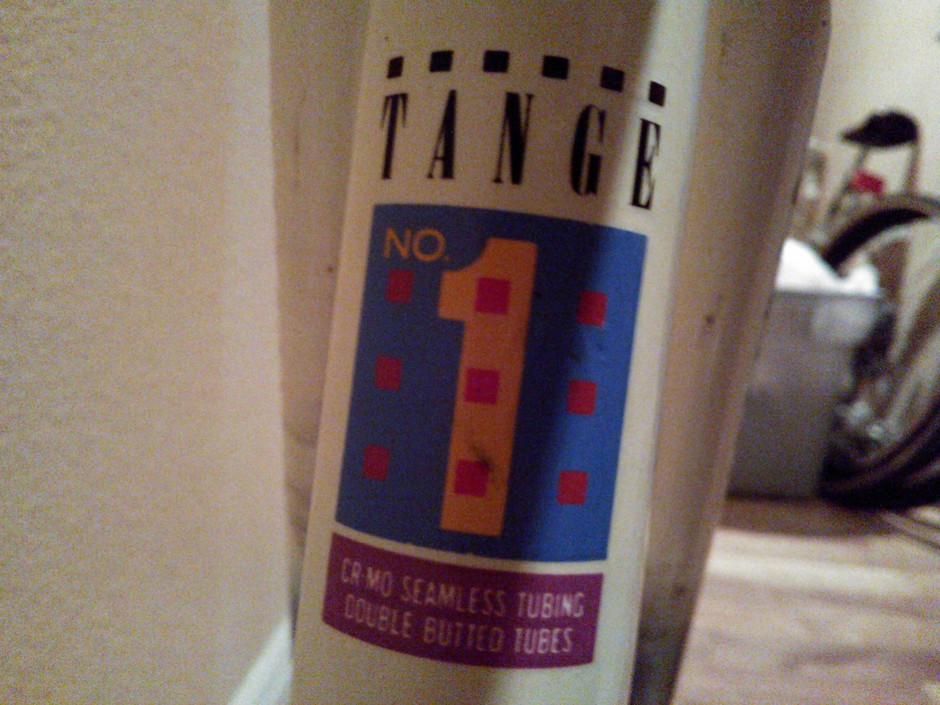 TANGE
NO. 1
CR-MO SEAMLESS TUBING
DOUBLE BUTTED TUBES